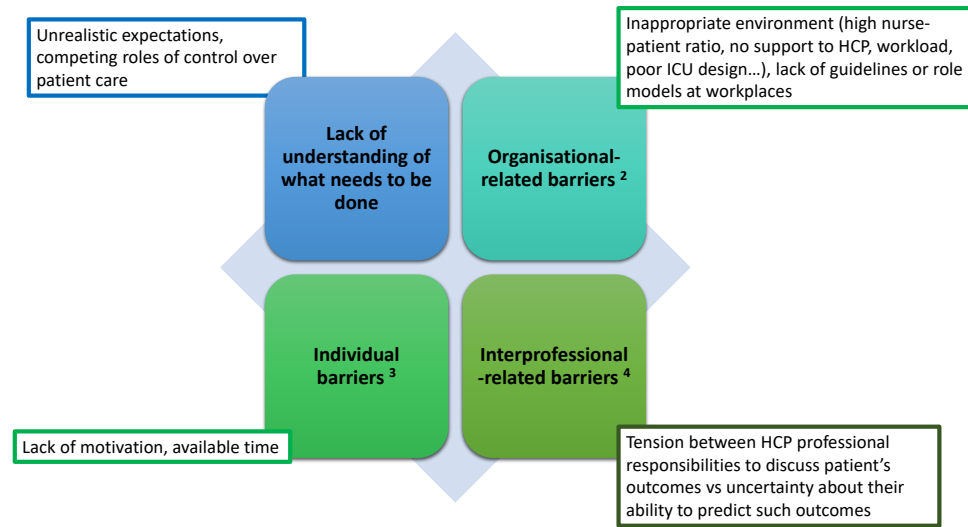 Unrealistic expectations,
competing roles of control over
patient care
Inappropriate environment (high nurse-
patient ratio, no support to HCP, workload,
poor ICU design…), lack of guidelines or role
models at workplaces
Lack of
understanding of
what needs to be
done
Organisational-
related barriers ²
Individual
barriers ³
Interprofessional
-related barriers ⁴
Lack of motivation, available time
Tension between HCP professional
responsibilities to discuss patient’s
outcomes vs uncertainty about their
ability to predict such outcomes